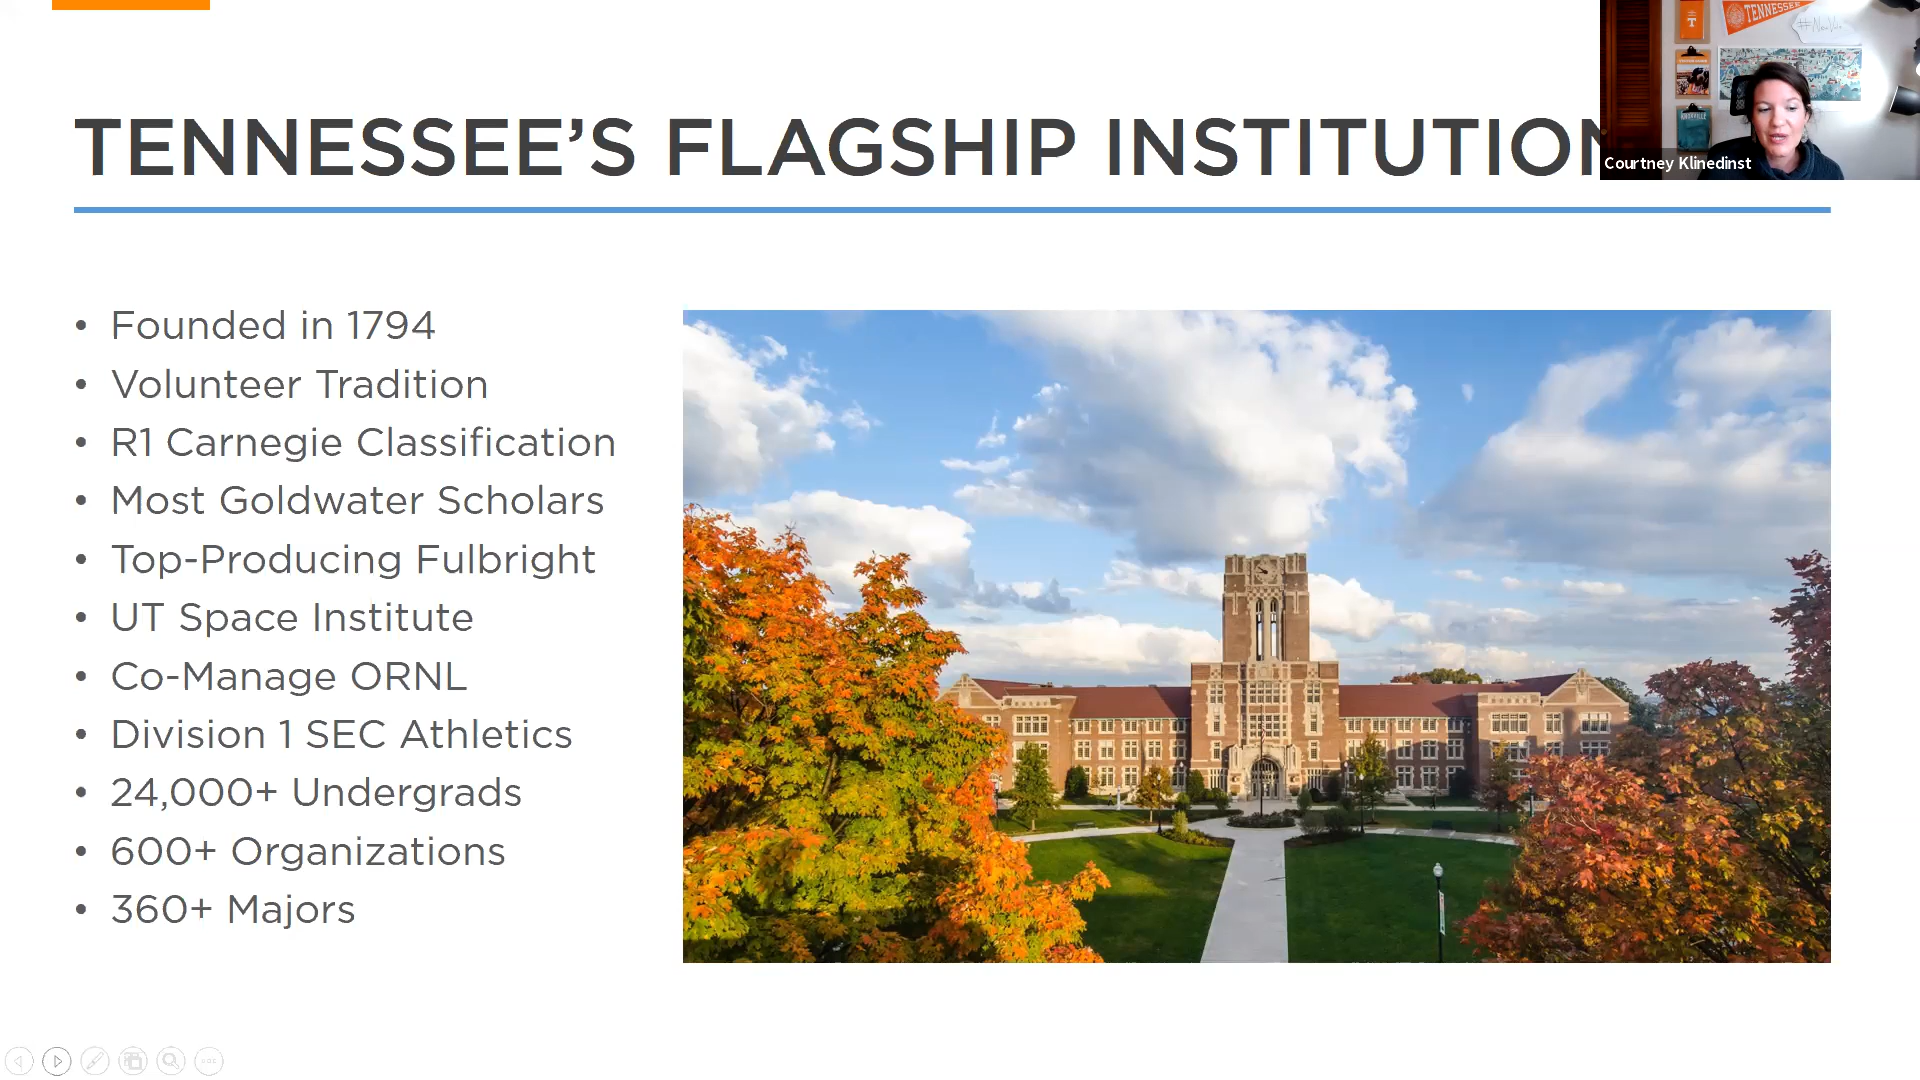 TENNESSEE’S FLAGSHIP INSTITUTION
TENNESSEE
T
Courtney Klinedinst
• Founded in 1794
• Volunteer Tradition
• R1 Carnegie Classification
• Most Goldwater Scholars
• Top-Producing Fulbright
• UT Space Institute
• Co-Manage ORNL
• Division 1 SEC Athletics
• 24,000+ Undergrads
• 600+ Organizations
• 360+ Majors